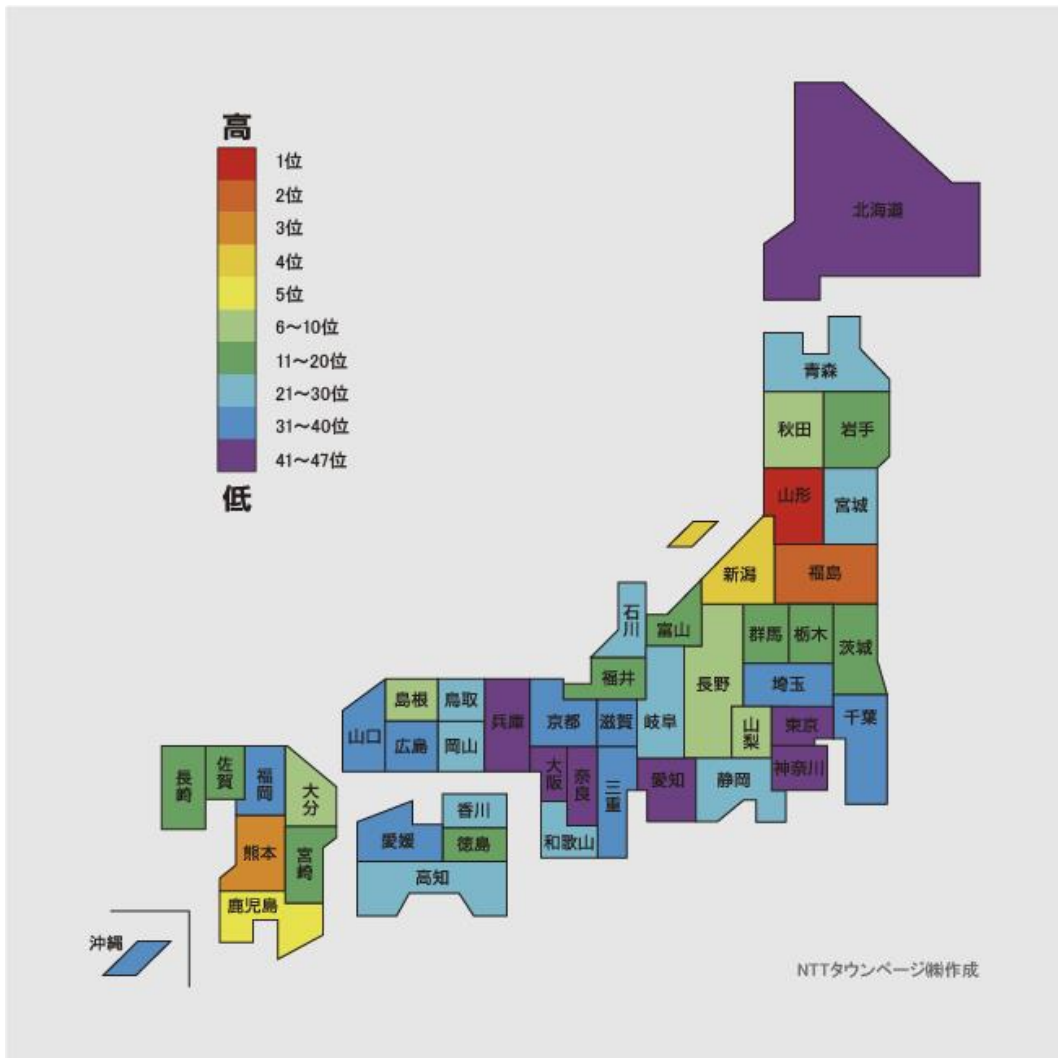 高
1位
2位
3位
4位
5位
6～10位
11～20位
21～30位
31～40位
41～47位
低
北海道
青森
秋田
岩手
山形
宮城
新潟
福島
石川
富山
群馬
栃木
茨城
福井
長野
埼玉
島根
鳥取
兵庫
京都
滋賀
岐阜
山梨
東京
千葉
山口
広島
岡山
大阪
奈良
三重
愛知
静岡
神奈川
長崎
佐賀
福岡
大分
香川
愛媛
徳島
和歌山
熊本
宮崎
高知
鹿児島
沖縄
NTTタウンページ㈱作成